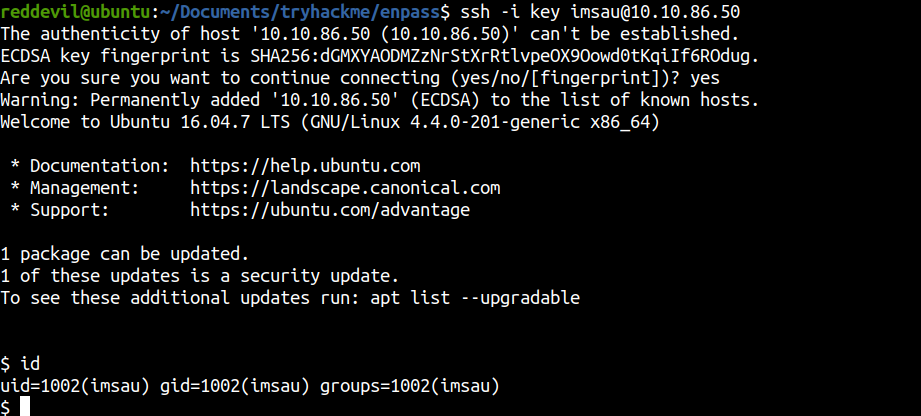 reddevil@ubuntu:~/Documents/tryhackme/enpass$ ssh -i key imsau@10.10.86.50
The authenticity of host '10.10.86.50 (10.10.86.50)' can't be established.
ECDSA key fingerprint is SHA256:dGMXYAODMZzNrStXrRtlvpeOX9Oowd0tKqiIf6ROdug.
Are you sure you want to continue connecting (yes/no/[fingerprint])? yes
Warning: Permanently added '10.10.86.50' (ECDSA) to the list of known hosts.
Welcome to Ubuntu 16.04.7 LTS (GNU/Linux 4.4.0-201-generic x86_64)
 * Documentation:  https://help.ubuntu.com
 * Management:     https://landscape.canonical.com
 * Support:        https://ubuntu.com/advantage
1 package can be updated.
1 of these updates is a security update.
To see these additional updates run: apt list --upgradable
$ id
uid=1002(imsau) gid=1002(imsau) groups=1002(imsau)
$